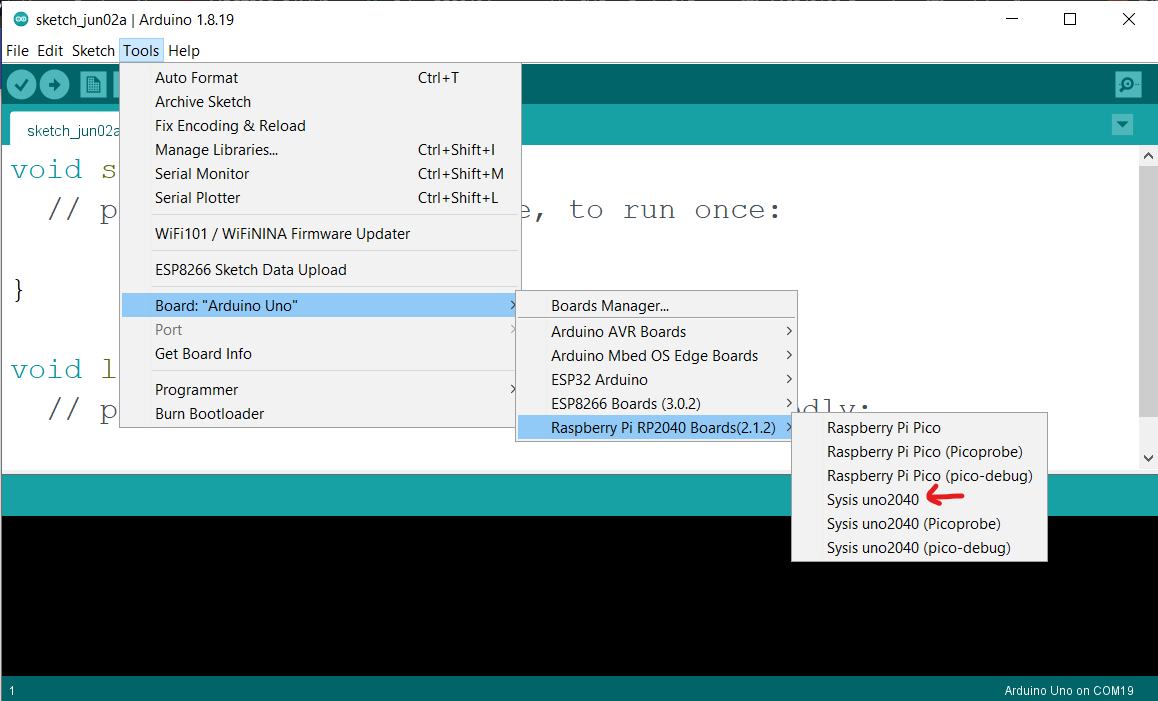 sketch_jun02a | Arduino 1.8.19
File Edit Sketch Tools Help
sketch_jun02a
void s
// p e, to run once:
}
void l
// p dly:
Auto Format Ctrl+T
Archive Sketch
Fix Encoding & Reload
Manage Libraries... Ctrl+Shift+I
Serial Monitor Ctrl+Shift+M
Serial Plotter Ctrl+Shift+L
WiFi101 / WiFiNINA Firmware Updater
ESP8266 Sketch Data Upload
Board: "Arduino Uno"
Port
Get Board Info
Programmer
Burn Bootloader
Boards Manager...
Arduino AVR Boards
Arduino Mbed OS Edge Boards
ESP32 Arduino
ESP8266 Boards (3.0.2)
Raspberry Pi RP2040 Boards(2.1.2)
Raspberry Pi Pico
Raspberry Pi Pico (Picoprobe)
Raspberry Pi Pico (pico-debug)
Sysis uno2040
Sysis uno2040 (Picoprobe)
Sysis uno2040 (pico-debug)
1 Arduino Uno on COM19